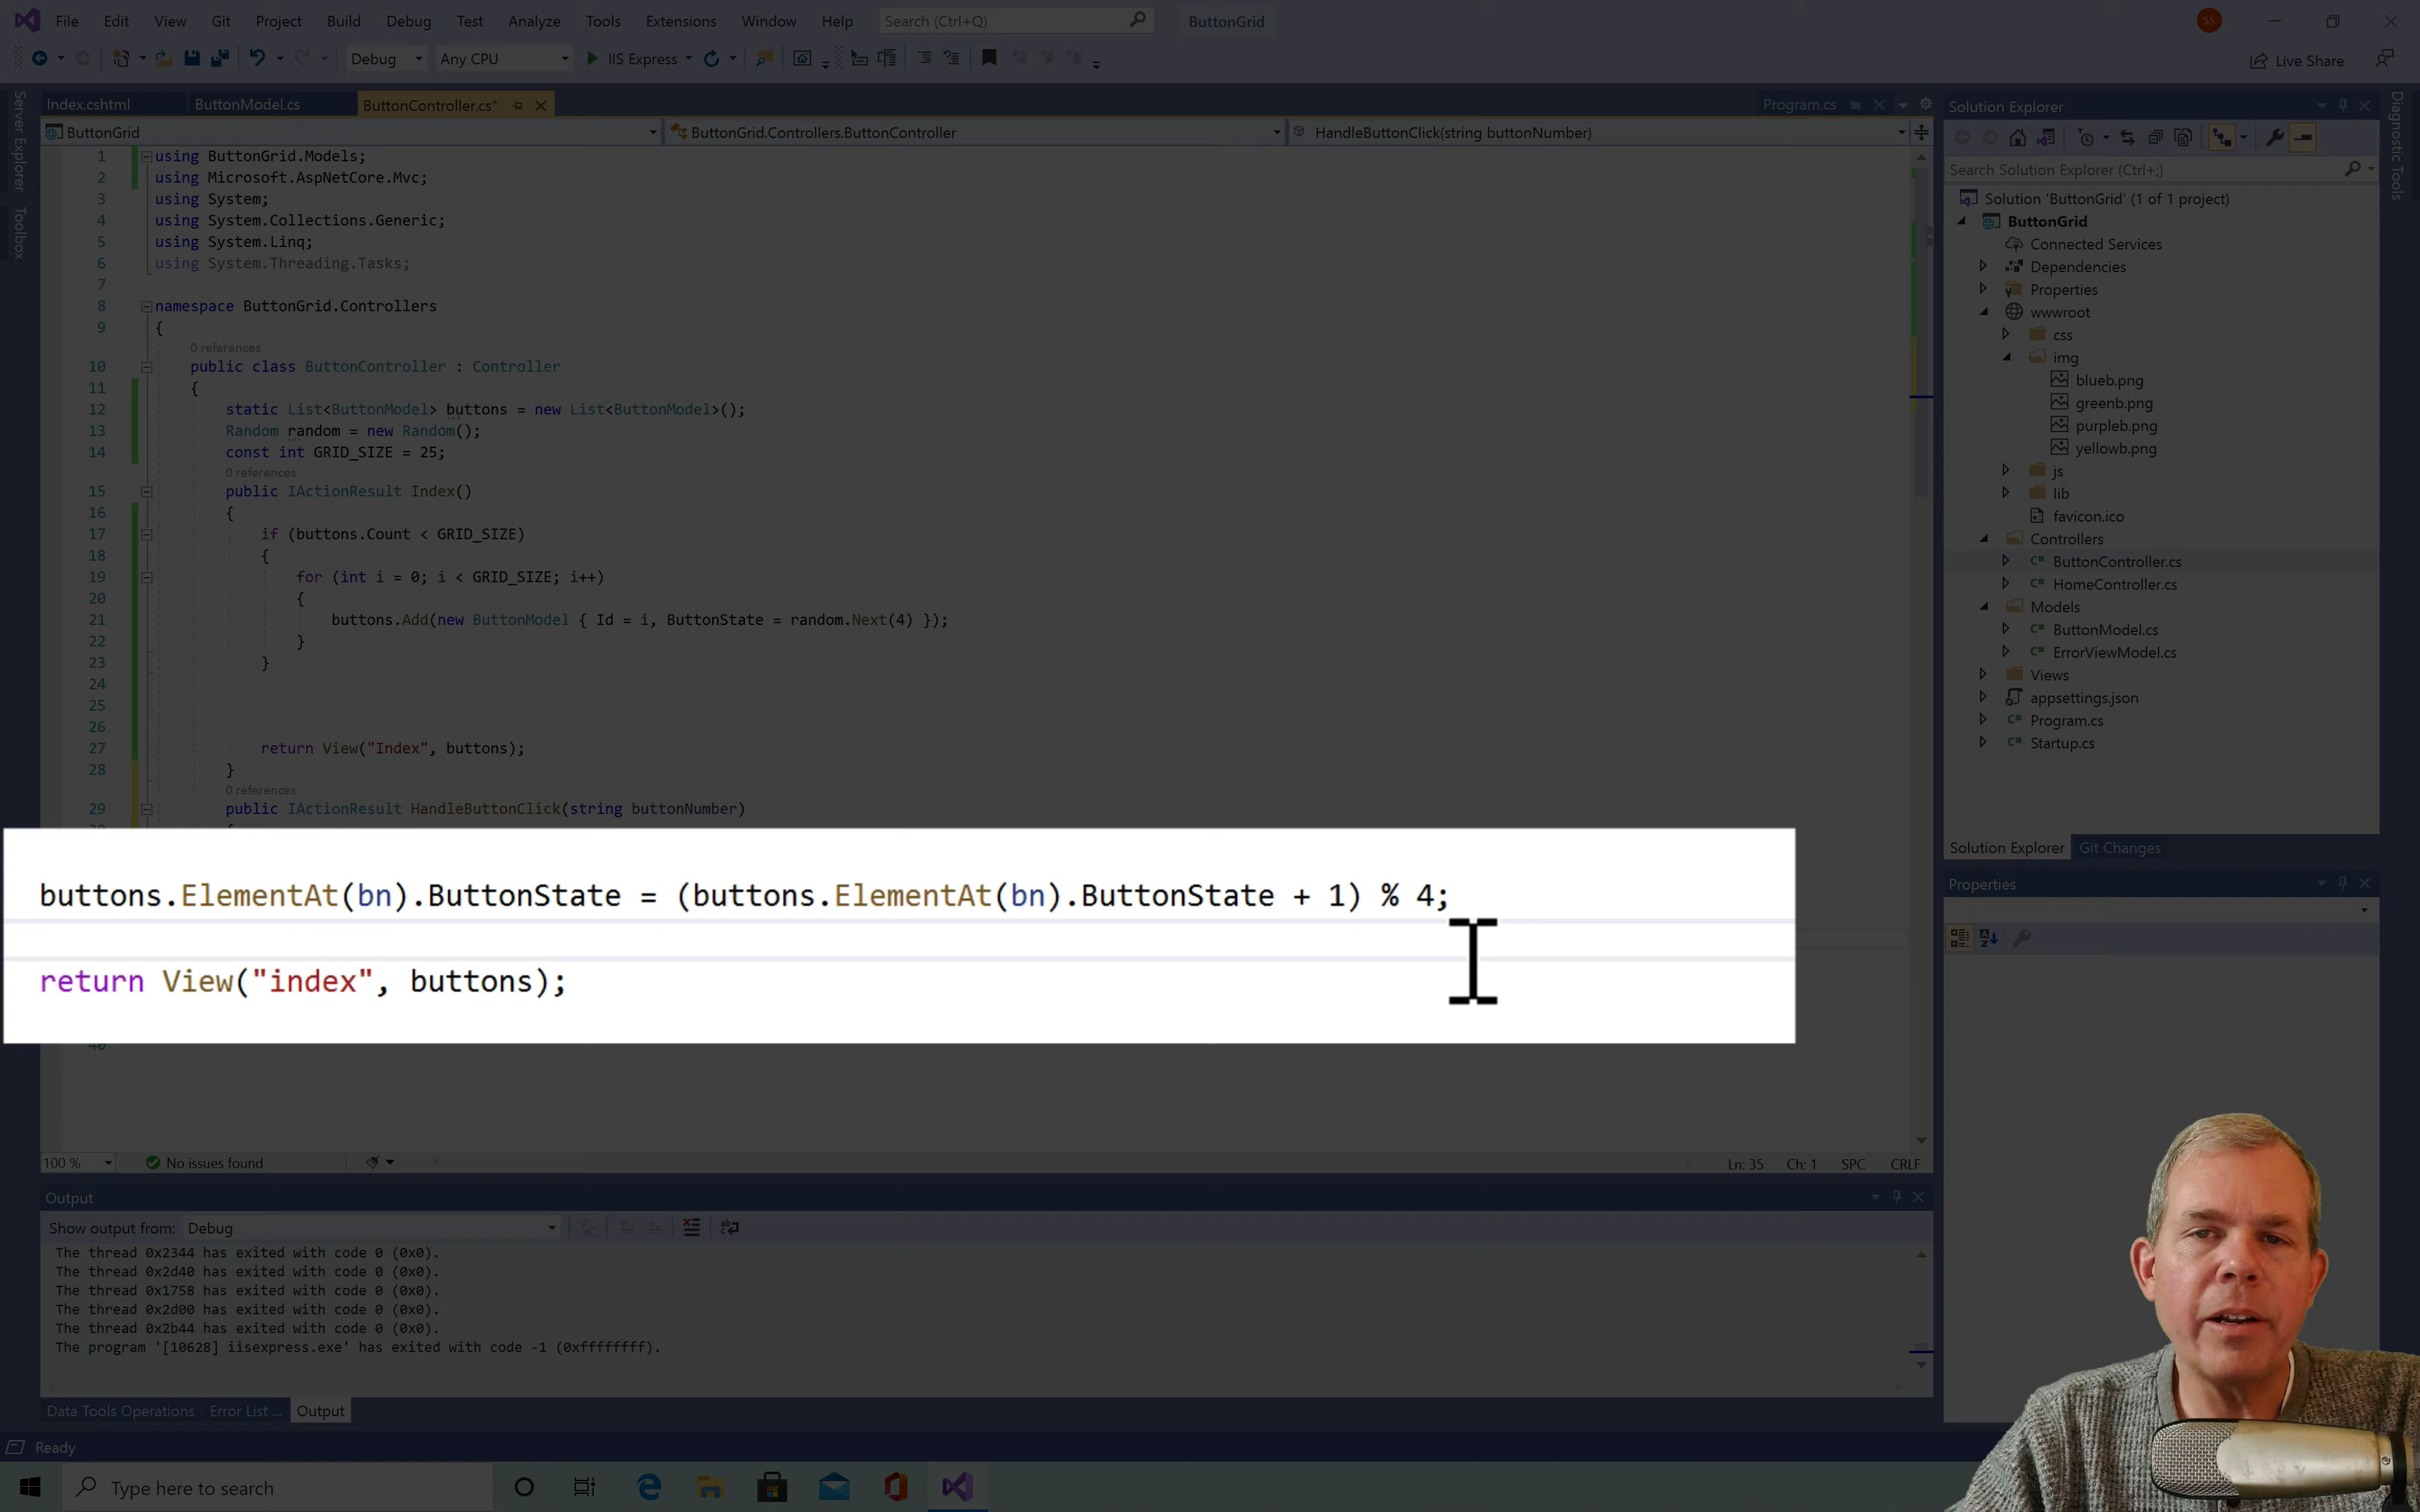 File Edit View Git Project Build Debug Test Analyze Tools Extensions Window Help Search (Ctrl+Q) ButtonGrid SS
Debug Any CPU IIS Express Live Share
Server Explorer
Toolbox
Index.cshtml ButtonModel.cs ButtonController.cs* Program.cs
ButtonGrid ButtonGrid.Controllers.ButtonController HandleButtonClick(string buttonNumber)
1 using ButtonGrid.Models;
2 using Microsoft.AspNetCore.Mvc;
3 using System;
4 using System.Collections.Generic;
5 using System.Linq;
6 using System.Threading.Tasks;
7
8 namespace ButtonGrid.Controllers
9 {
0 references
10 public class ButtonController : Controller
11 {
12 static List<ButtonModel> buttons = new List<ButtonModel>();
13 Random random = new Random();
14 const int GRID_SIZE = 25;
0 references
15 public IActionResult Index()
16 {
17 if (buttons.Count < GRID_SIZE)
18 {
19 for (int i = 0; i < GRID_SIZE; i++)
20 {
21 buttons.Add(new ButtonModel { Id = i, ButtonState = random.Next(4) });
22 }
23 }
24
25
26
27 return View("Index", buttons);
28 }
0 references
29 public IActionResult HandleButtonClick(string buttonNumber)
buttons.ElementAt(bn).ButtonState = (buttons.ElementAt(bn).ButtonState + 1) % 4;
return View("index", buttons);
40
100 % No issues found Ln: 35 Ch: 1 SPC CRLF
Output
Show output from: Debug
The thread 0x2344 has exited with code 0 (0x0).
The thread 0x2d40 has exited with code 0 (0x0).
The thread 0x1758 has exited with code 0 (0x0).
The thread 0x2d00 has exited with code 0 (0x0).
The thread 0x2b44 has exited with code 0 (0x0).
The program '[10628] iisexpress.exe' has exited with code -1 (0xffffffff).
Data Tools Operations Error List ... Output
Ready
Type here to search
Solution Explorer
Search Solution Explorer (Ctrl+;)
Solution 'ButtonGrid' (1 of 1 project)
ButtonGrid
Connected Services
Dependencies
Properties
wwwroot
css
img
blueb.png
greenb.png
purpleb.png
yellowb.png
js
lib
favicon.ico
Controllers
C# ButtonController.cs
C# HomeController.cs
Models
C# ButtonModel.cs
C# ErrorViewModel.cs
Views
appsettings.json
C# Program.cs
C# Startup.cs
Solution Explorer Git Changes
Properties
Diagnostic Tools